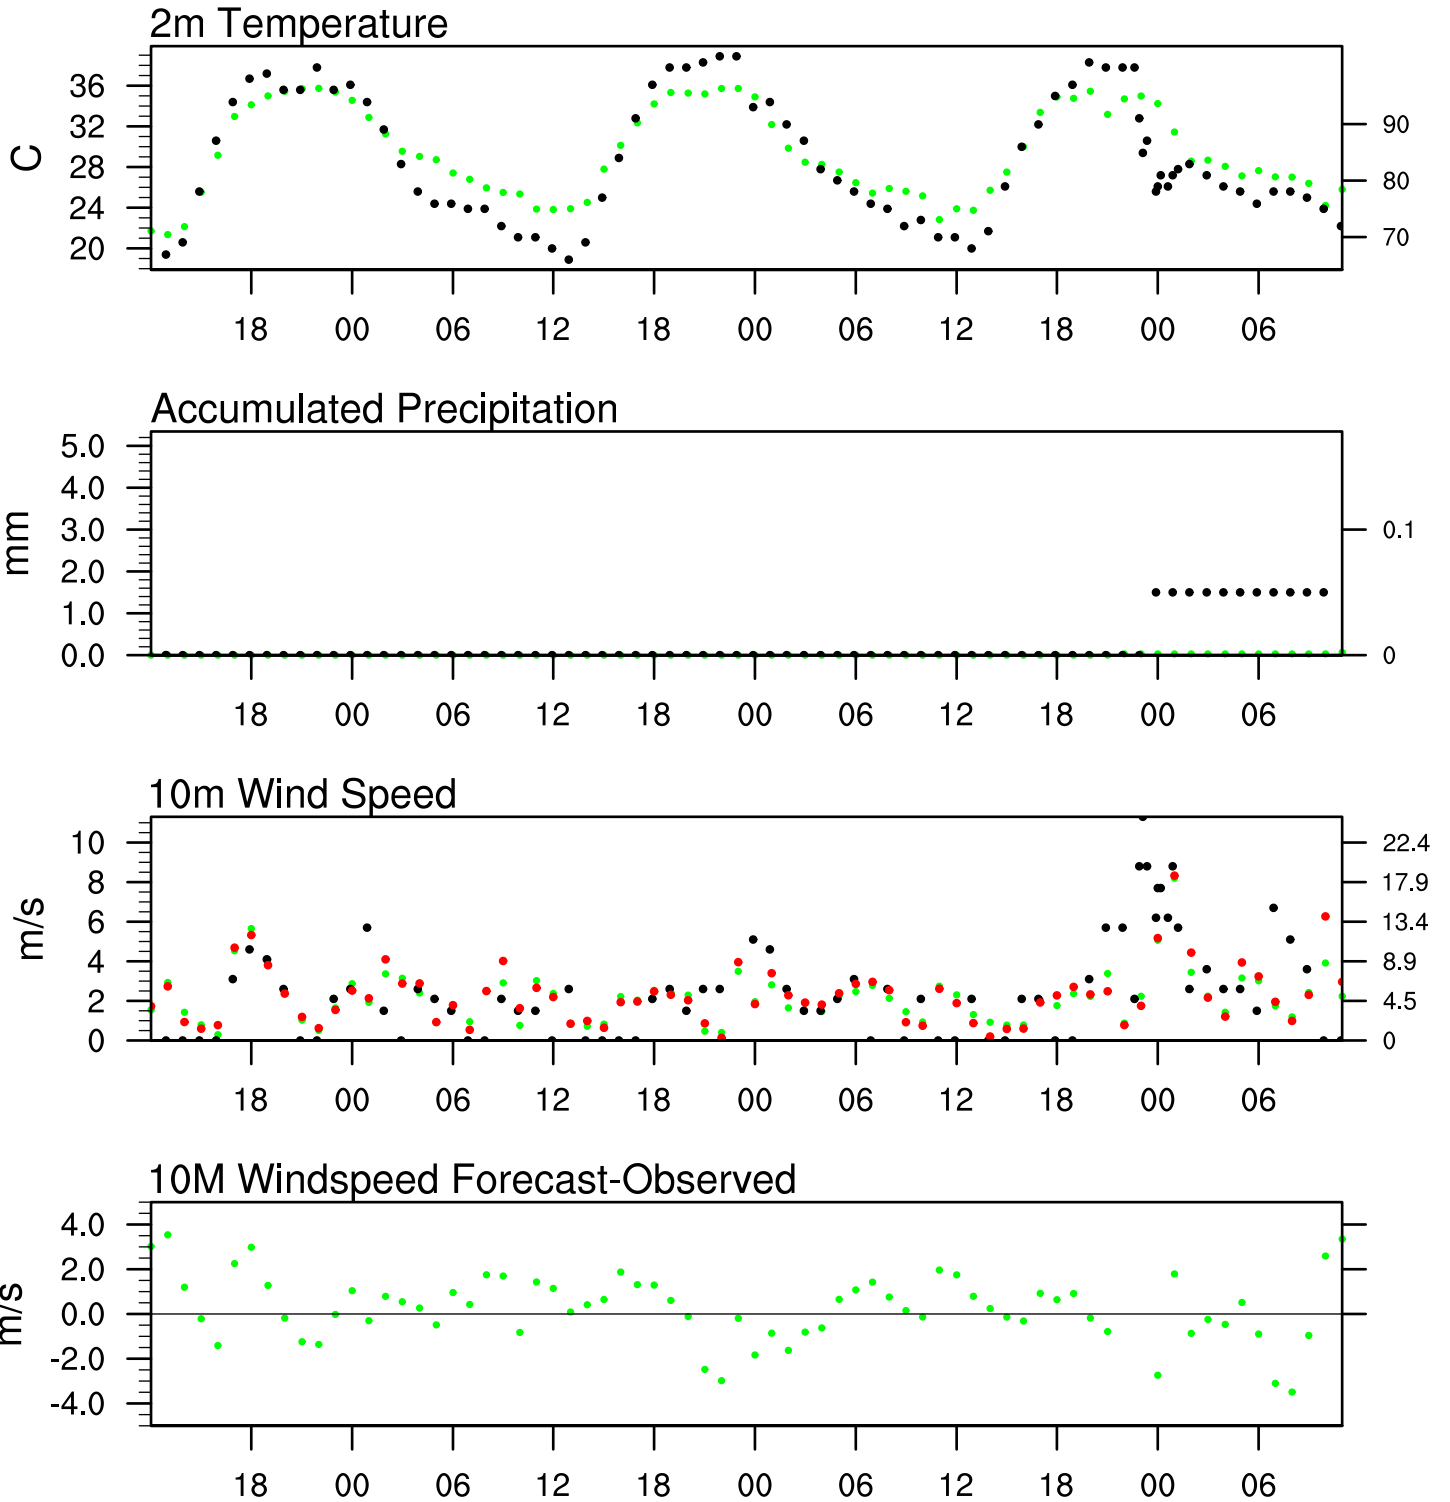 2m Temperature
C
36
32
28
24
20
90
80
70
18 00 06 12 18 00 06 12 18 00 06
Accumulated Precipitation
mm
5.0
4.0
3.0
2.0
1.0
0.0
0.1
0
18 00 06 12 18 00 06 12 18 00 06
10m Wind Speed
m/s
10
8
6
4
2
0
22.4
17.9
13.4
8.9
4.5
0
18 00 06 12 18 00 06 12 18 00 06
10M Windspeed Forecast-Observed
m/s
4.0
2.0
0.0
-2.0
-4.0
18 00 06 12 18 00 06 12 18 00 06